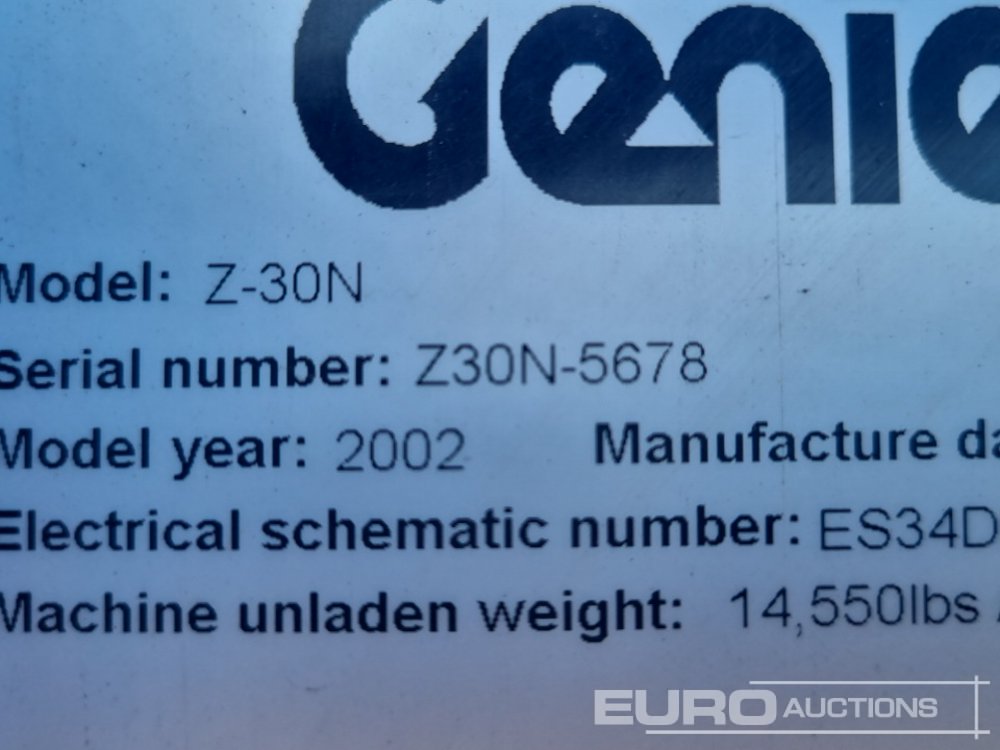 Genie
Model: Z-30N
Serial number: Z30N-5678
Model year: 2002 Manufacture da
Electrical schematic number: ES34D
Machine unladen weight: 14,550lbs
EURO AUCTIONS